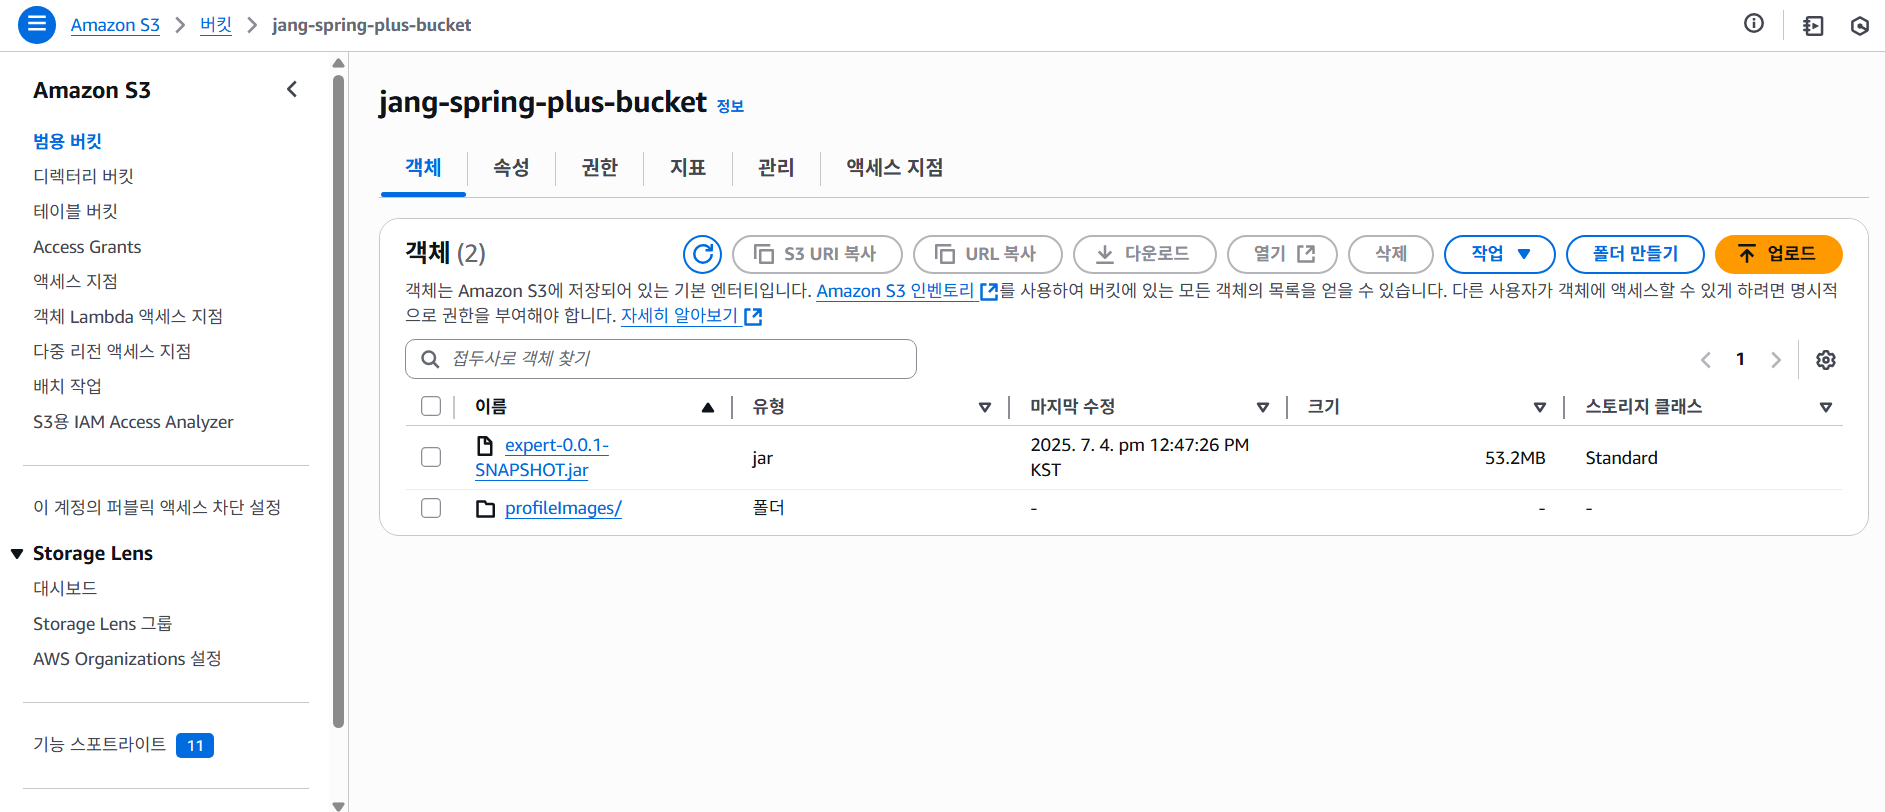 Amazon S3 > 버킷 > jang-spring-plus-bucket
Amazon S3
범용 버킷
디렉터리 버킷
테이블 버킷
Access Grants
액세스 지점
객체 Lambda 액세스 지점
다중 리전 액세스 지점
배치 작업
S3용 IAM Access Analyzer
이 계정의 퍼블릭 액세스 차단 설정
Storage Lens
대시보드
Storage Lens 그룹
AWS Organizations 설정
기능 스포트라이트 11
jang-spring-plus-bucket 정보
객체 속성 권한 지표 관리 액세스 지점
객체 (2) S3 URI 복사 URL 복사 다운로드 열기 삭제 작업 폴더 만들기 업로드
객체는 Amazon S3에 저장되어 있는 기본 엔터티입니다. Amazon S3 인벤토리를 사용하여 버킷에 있는 모든 객체의 목록을 얻을 수 있습니다. 다른 사용자가 객체에 액세스할 수 있게 하려면 명시적
으로 권한을 부여해야 합니다. 자세히 알아보기
접두사로 객체 찾기 1
이름 유형 마지막 수정 크기 스토리지 클래스
expert-0.0.1-
SNAPSHOT.jar
jar
2025. 7. 4. pm 12:47:26 PM
KST
53.2MB
Standard
profileImages/ 폴더 - - -